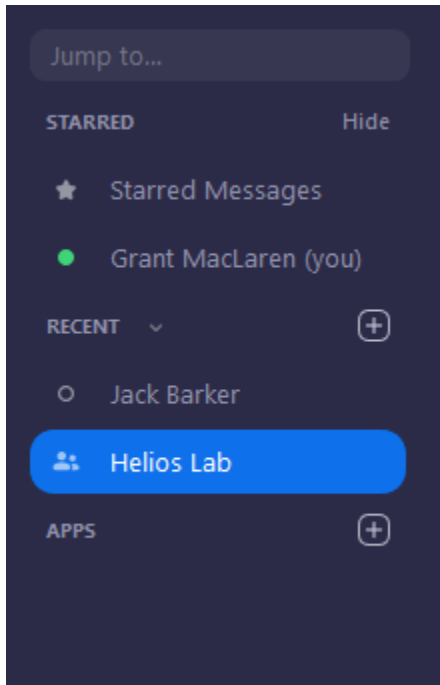 Jump to...
STARRED Hide
Starred Messages
Grant MacLaren (you)
RECENT
Jack Barker
Helios Lab
APPS